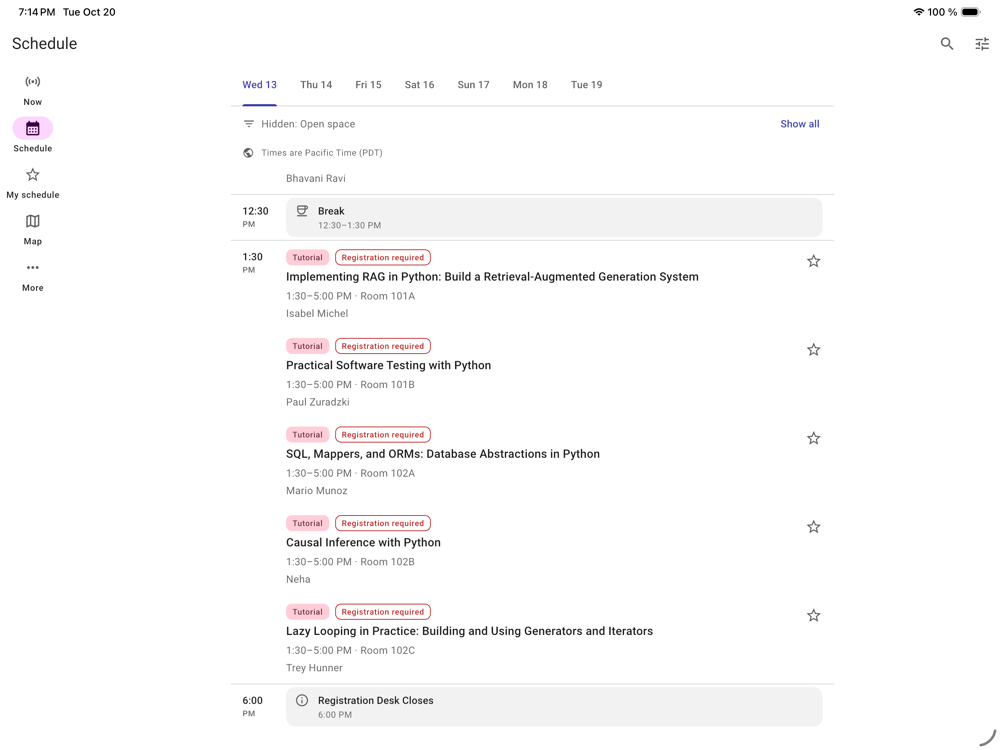 7:14 PM Tue Oct 20
100 %
Schedule
Now
Schedule
My schedule
Map
More
Wed 13 Thu 14 Fri 15 Sat 16 Sun 17 Mon 18 Tue 19
Hidden: Open space Show all
Times are Pacific Time (PDT)
Bhavani Ravi
12:30 PM
Break
12:30–1:30 PM
1:30 PM
Tutorial Registration required
Implementing RAG in Python: Build a Retrieval-Augmented Generation System
1:30–5:00 PM · Room 101A
Isabel Michel
Tutorial Registration required
Practical Software Testing with Python
1:30–5:00 PM · Room 101B
Paul Zuradzki
Tutorial Registration required
SQL, Mappers, and ORMs: Database Abstractions in Python
1:30–5:00 PM · Room 102A
Mario Munoz
Tutorial Registration required
Causal Inference with Python
1:30–5:00 PM · Room 102B
Neha
Tutorial Registration required
Lazy Looping in Practice: Building and Using Generators and Iterators
1:30–5:00 PM · Room 102C
Trey Hunner
6:00 PM
Registration Desk Closes
6:00 PM